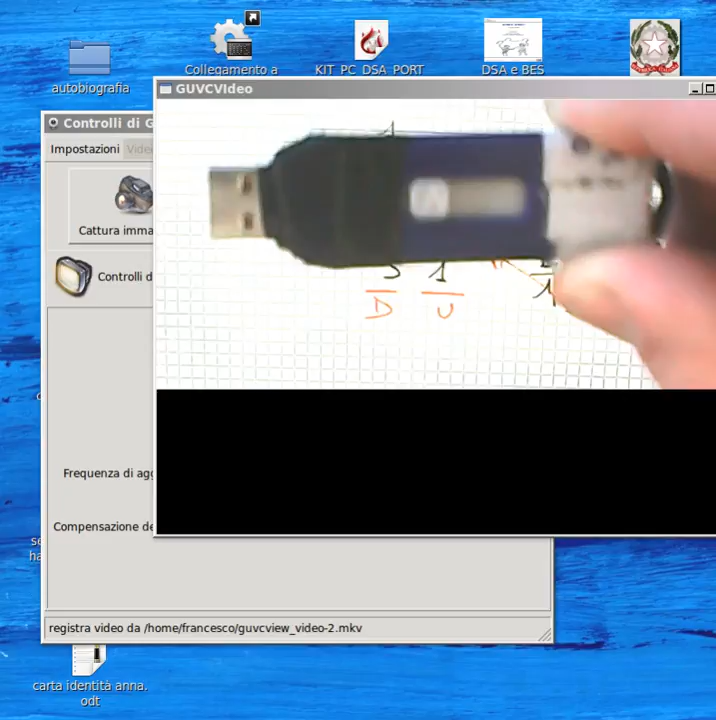 autobiografia
Collegamento a
KIT_PC_DSA_PORT
DSA e BES
GUVCVIdeo
Controlli di G
Impostazioni Vide
Cattura imma
Controlli d
D U
Frequenza di agg
Compensazione de
registra video da /home/francesco/guvcview_video-2.mkv
carta identità anna.
odt